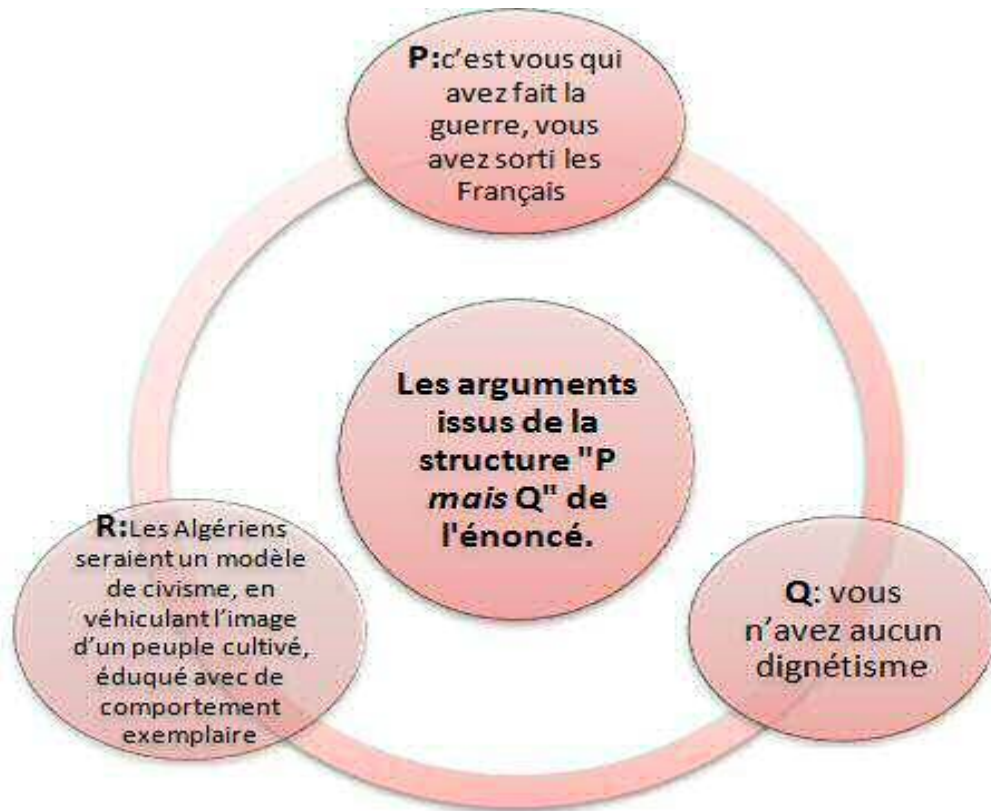 P:c'est vous qui
avez fait la
guerre, vous
avez sorti les
Français
Les arguments
issus de la
structure "P
mais Q" de
l'énoncé.
R:Les Algériens
seraient un modèle
de civisme, en
véhiculant l'image
d'un peuple cultivé,
éduqué avec de
comportement
exemplaire
Q: vous
n'avez aucun
dignétisme